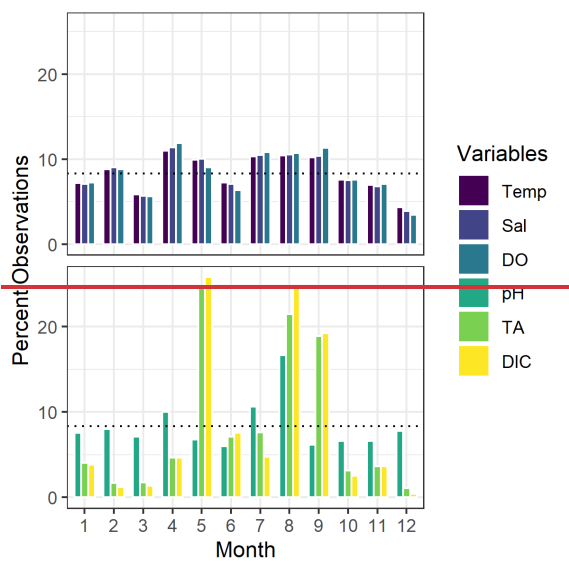 20
10
0
20
10
0
1 2 3 4 5 6 7 8 9 10 11 12
Month
Percent Observations
Variables
Temp
Sal
DO
pH
TA
DIC